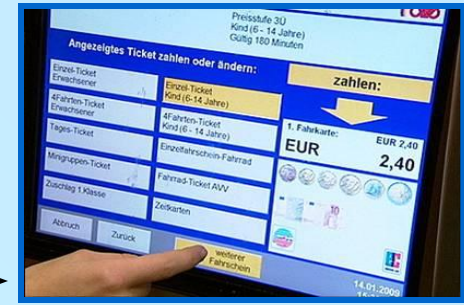 Preisstufe 3Ü
Kind (6 - 14 Jahre)
Gültig 180 Minuten
Angezeigtes Ticket zahlen oder ändern:
zahlen:
Einzel-Ticket
Erwachsener
Einzel-Ticket
Kind (6-14 Jahre)
4Fahrten-Ticket
Erwachsener
4Fahrten-Ticket
Kind (6 - 14 Jahre)
Tages-Ticket
Einzelfahrschein-Fahrrad
Minigruppen-Ticket
Fahrrad-Ticket AVV
Zuschlag 1.Klasse
Zeitkarten
1. Fahrkarte:
EUR 2,40
EUR
2,40
10
Abbruch
Zurück
weiterer
Fahrschein
14.01.2009